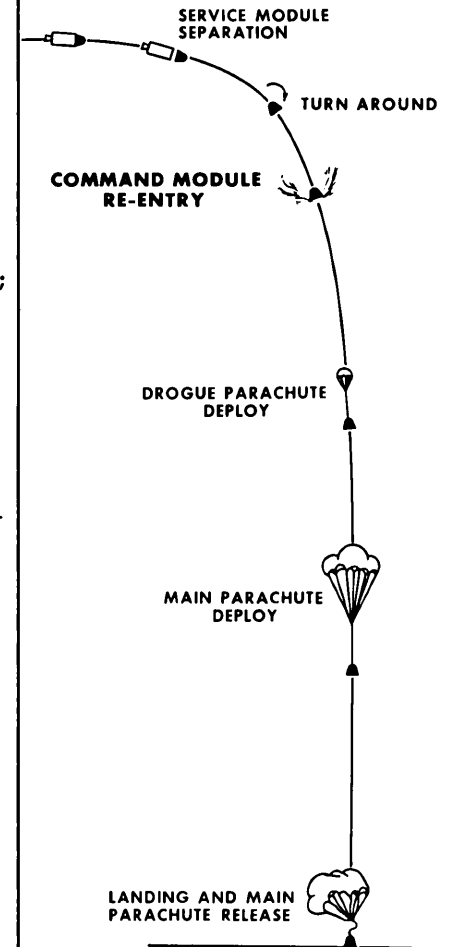 SERVICE MODULE
SEPARATION
TURN AROUND
COMMAND MODULE
RE-ENTRY
DROGUE PARACHUTE
DEPLOY
MAIN PARACHUTE
DEPLOY
LANDING AND MAIN
PARACHUTE RELEASE